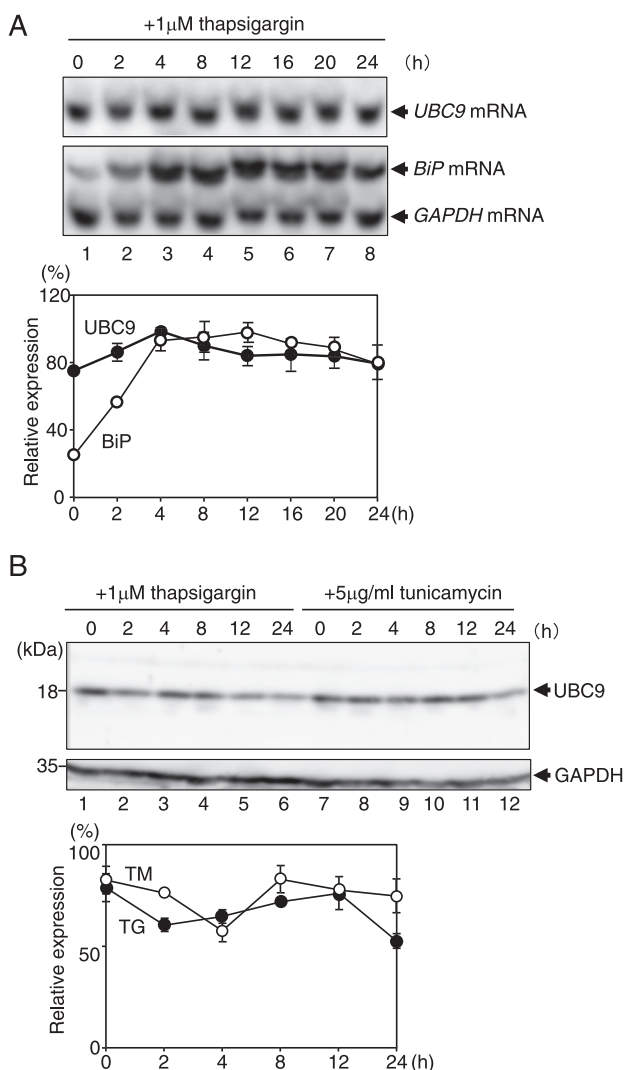 A
+1µM thapsigargin
0 2 4 8 12 16 20 24 (h)
UBC9 mRNA
BiP mRNA
GAPDH mRNA
1 2 3 4 5 6 7 8
(%)
120
80
40
0
Relative expression
UBC9
BiP
0 2 4 8 12 16 20 24 (h)
B
+1µM thapsigargin +5µg/ml tunicamycin
0 2 4 8 12 24 0 2 4 8 12 24 (h)
(kDa)
18
UBC9
35
GAPDH
1 2 3 4 5 6 7 8 9 10 11 12
(%)
100
50
0
Relative expression
TM
TG
0 2 4 8 12 24 (h)